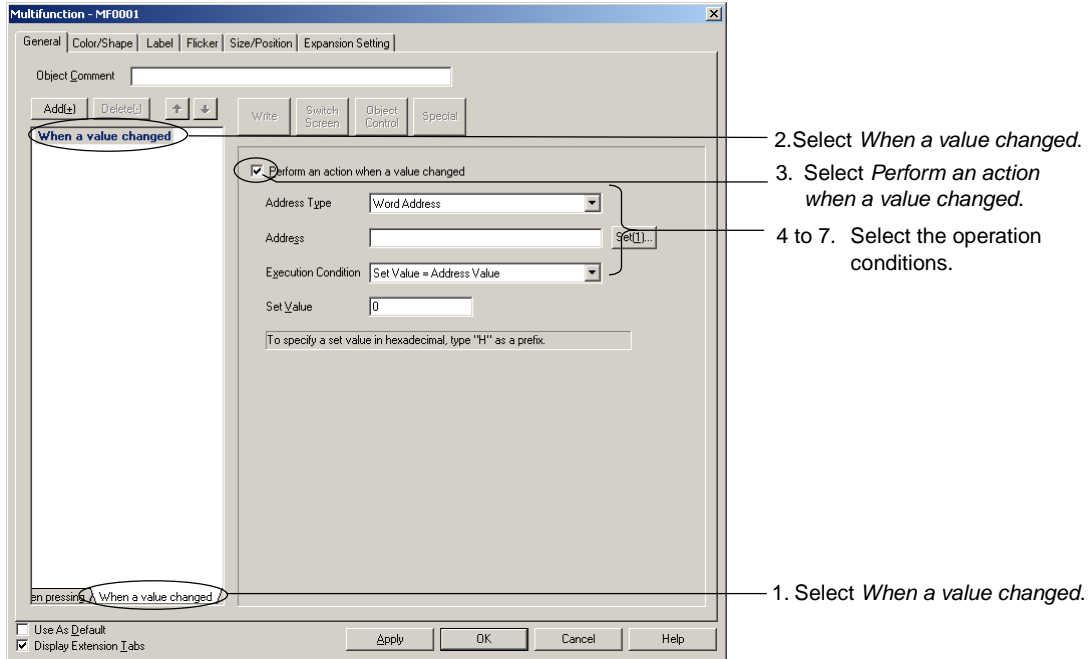 Multifunction - MF0001
General Color/Shape Label Flicker Size/Position Expansion Setting
Object Comment
Add(+) Delete(-)
Write Switch Screen Object Control Special
When a value changed
2.Select When a value changed.
Perform an action when a value changed
3. Select Perform an action
when a value changed.
Address Type Word Address
Address Set(1)...
4 to 7. Select the operation
conditions.
Execution Condition Set Value = Address Value
Set Value 0
To specify a set value in hexadecimal, type "H" as a prefix.
en pressing When a value changed
1. Select When a value changed.
Use As Default
Display Extension Tabs
Apply OK Cancel Help